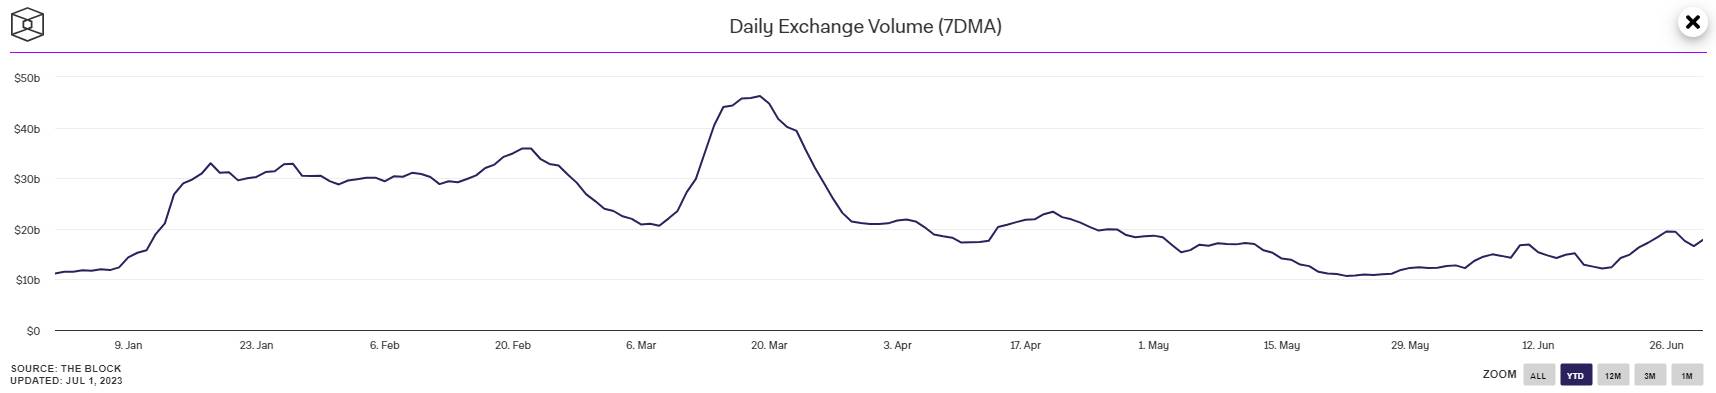 Daily Exchange Volume (7DMA)
$50b
$40b
$30b
$20b
$10b
$0
9. Jan 23. Jan 6. Feb 20. Feb 6. Mar 20. Mar 3. Apr 17. Apr 1. May 15. May 29. May 12. Jun 26. Jun
SOURCE: THE BLOCK
UPDATED: JUL 1, 2023
ZOOM ALL YTD 12M 3M 1M